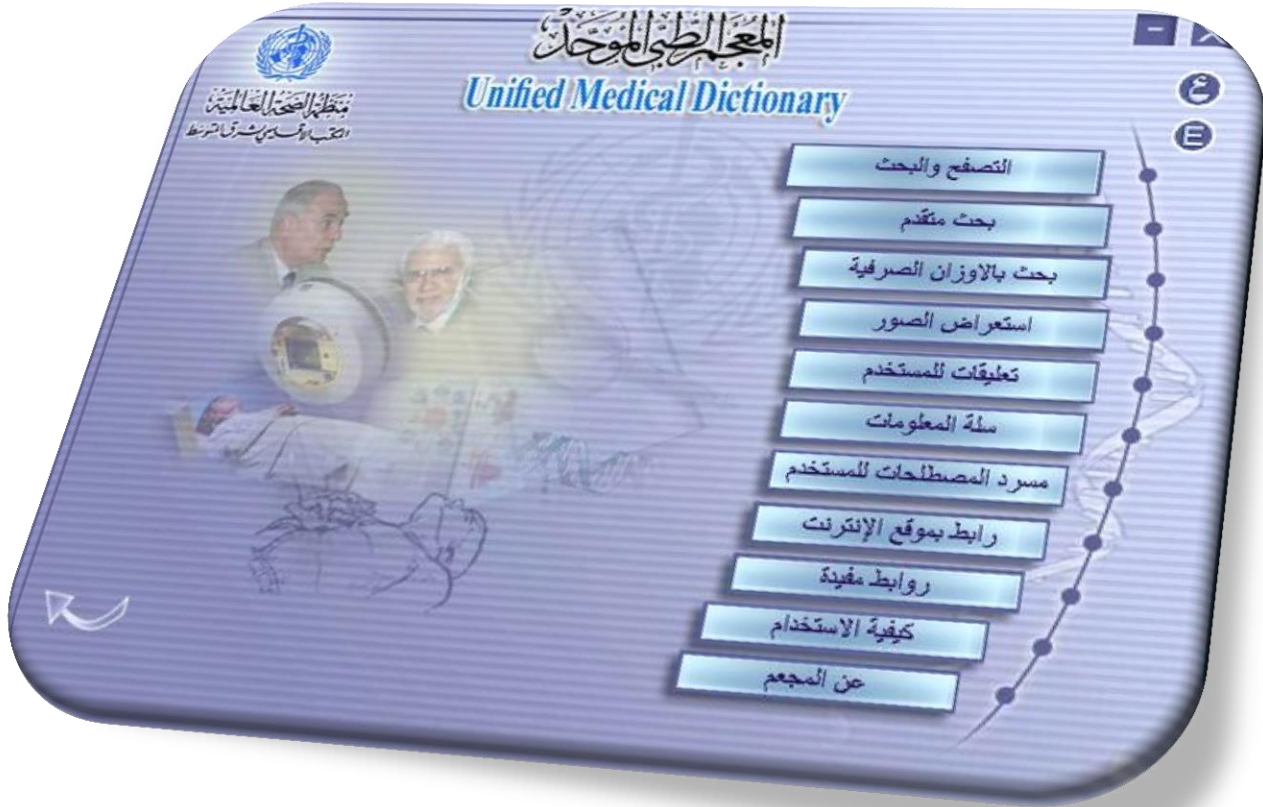 المعجم الطبي الموحد
Unified Medical Dictionary
منظمة الصحة العالمية
المكتب الاقليمي لشرق المتوسط
ع
E
التصفح والبحث
بحث متقدم
بحث بالاوزان الصرفية
استعراض الصور
تعليقات للمستخدم
سلة المعلومات
مسرد المصطلحات للمستخدم
رابط بموقع الإنترنت
روابط مفيدة
كيفية الاستخدام
عن المجعم